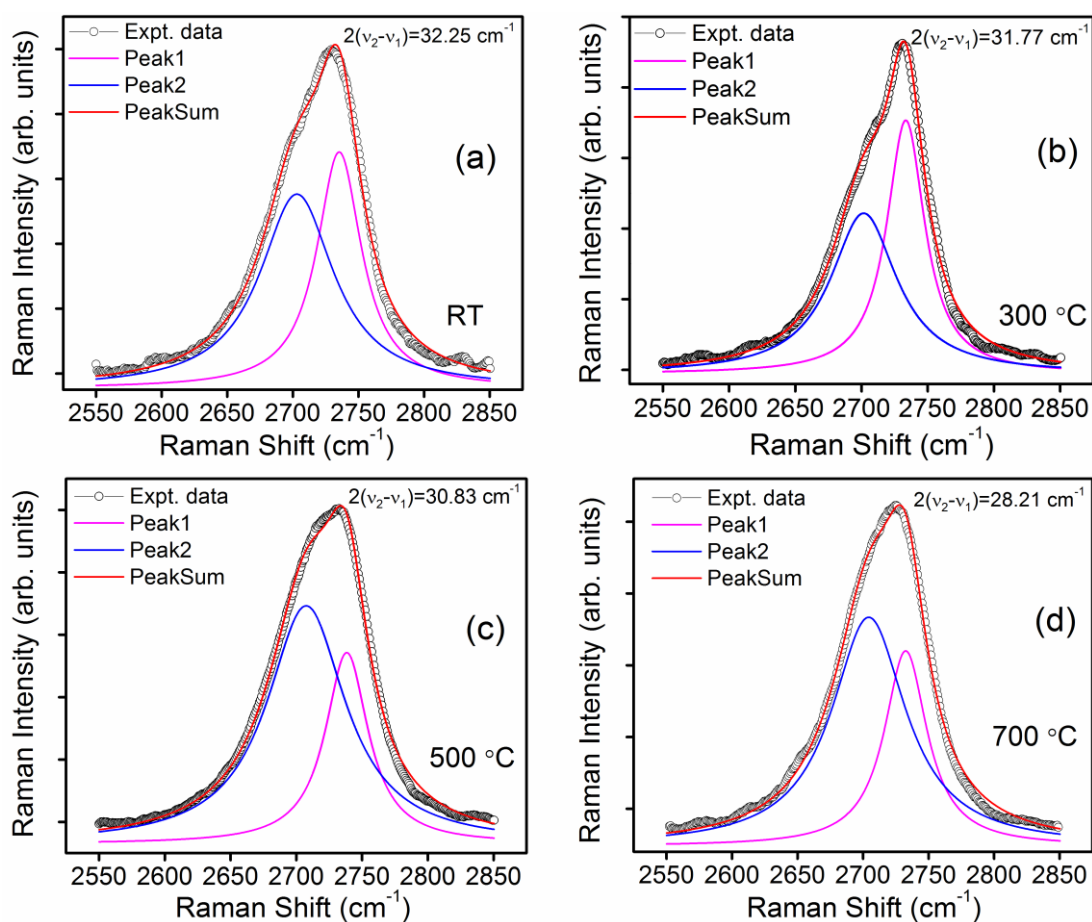 Expt. data
2(ν₂-ν₁)=32.25 cm⁻¹
Peak1
Peak2
PeakSum
(a)
RT
Raman Intensity (arb. units)
2550 2600 2650 2700 2750 2800 2850
Raman Shift (cm⁻¹)
Expt. data
2(ν₂-ν₁)=31.77 cm⁻¹
Peak1
Peak2
PeakSum
(b)
300 °C
Raman Intensity (arb. units)
2550 2600 2650 2700 2750 2800 2850
Raman Shift (cm⁻¹)
Expt. data
2(ν₂-ν₁)=30.83 cm⁻¹
Peak1
Peak2
PeakSum
(c)
500 °C
Raman Intensity (arb. units)
2550 2600 2650 2700 2750 2800 2850
Raman Shift (cm⁻¹)
Expt. data
2(ν₂-ν₁)=28.21 cm⁻¹
Peak1
Peak2
PeakSum
(d)
700 °C
Raman Intensity (arb. units)
2550 2600 2650 2700 2750 2800 2850
Raman Shift (cm⁻¹)